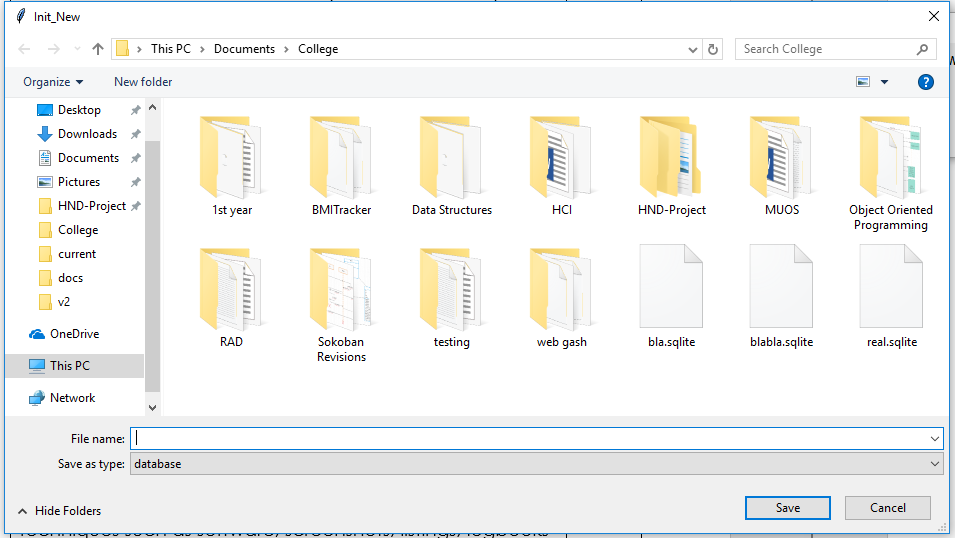 Init_New
This PC > Documents > College
Search College
Organize
New folder
Desktop
Downloads
Documents
Pictures
HND-Project
College
current
docs
v2
OneDrive
This PC
Network
1st year
BMITracker
Data Structures
HCI
HND-Project
MUOS
Object Oriented
Programming
RAD
Sokoban
Revisions
testing
web gash
bla.sqlite
blabla.sqlite
real.sqlite
File name:
Save as type: database
Hide Folders
Save
Cancel